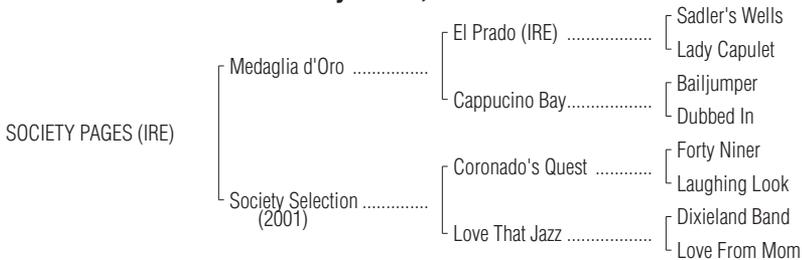 Sadler's Wells
El Prado (IRE) ..................
Lady Capulet
Medaglia d'Oro ................
Bailjumper
Cappucino Bay..................
Dubbed In
SOCIETY PAGES (IRE)
Forty Niner
Coronado's Quest ............
Laughing Look
Society Selection ..............
(2001)
Dixieland Band
Love That Jazz ..................
Love From Mom